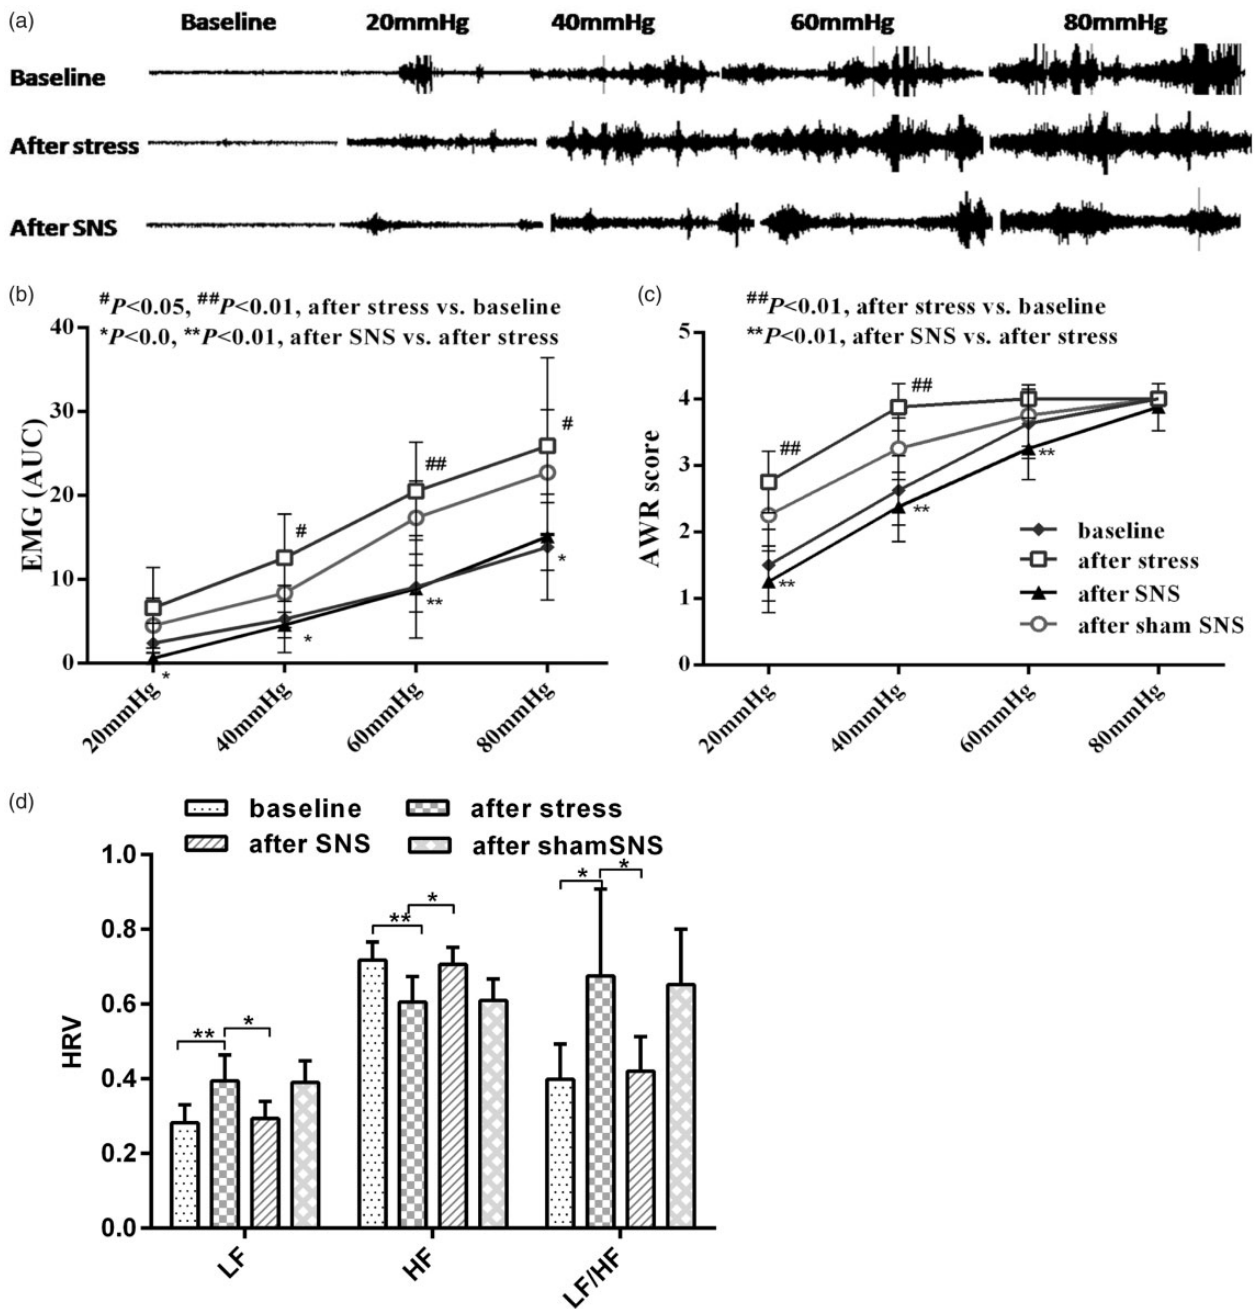 (a)
Baseline 20mmHg 40mmHg 60mmHg 80mmHg
Baseline
After stress
After SNS
(b)
#P<0.05, ##P<0.01, after stress vs. baseline
*P<0.0, **P<0.01, after SNS vs. after stress
EMG (AUC)
40
30
20
10
0
#
##
#
*
*
**
*
20mmHg
40mmHg
60mmHg
80mmHg
(c)
##P<0.01, after stress vs. baseline
**P<0.01, after SNS vs. after stress
AWR score
5
4
3
2
1
0
##
##
**
**
**
baseline
after stress
after SNS
after sham SNS
20mmHg
40mmHg
60mmHg
80mmHg
(d)
baseline
after stress
after SNS
after shamSNS
HRV
1.0
0.8
0.6
0.4
0.2
0.0
**
*
**
*
*
*
LF
HF
LF/HF